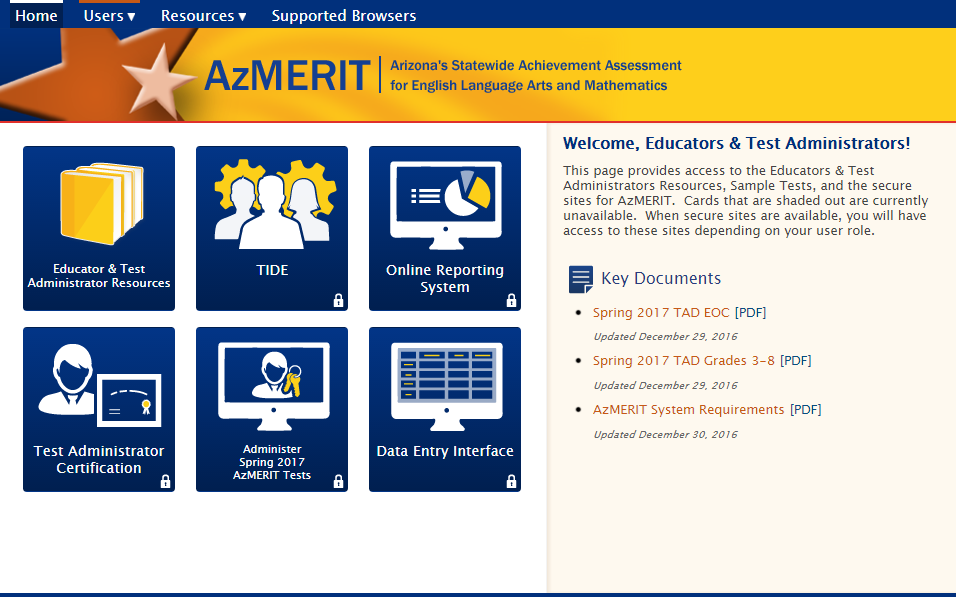 Home Users ▾ Resources ▾ Supported Browsers
AzMERIT
Arizona's Statewide Achievement Assessment
for English Language Arts and Mathematics
Educator & Test
Administrator Resources
TIDE
Online Reporting
System
Test Administrator
Certification
Administer
Spring 2017
AzMERIT Tests
Data Entry Interface
Welcome, Educators & Test Administrators!
This page provides access to the Educators & Test
Administrators Resources, Sample Tests, and the secure
sites for AzMERIT. Cards that are shaded out are currently
unavailable. When secure sites are available, you will have
access to these sites depending on your user role.
Key Documents
• Spring 2017 TAD EOC [PDF]
Updated December 29, 2016
• Spring 2017 TAD Grades 3-8 [PDF]
Updated December 29, 2016
• AzMERIT System Requirements [PDF]
Updated December 30, 2016